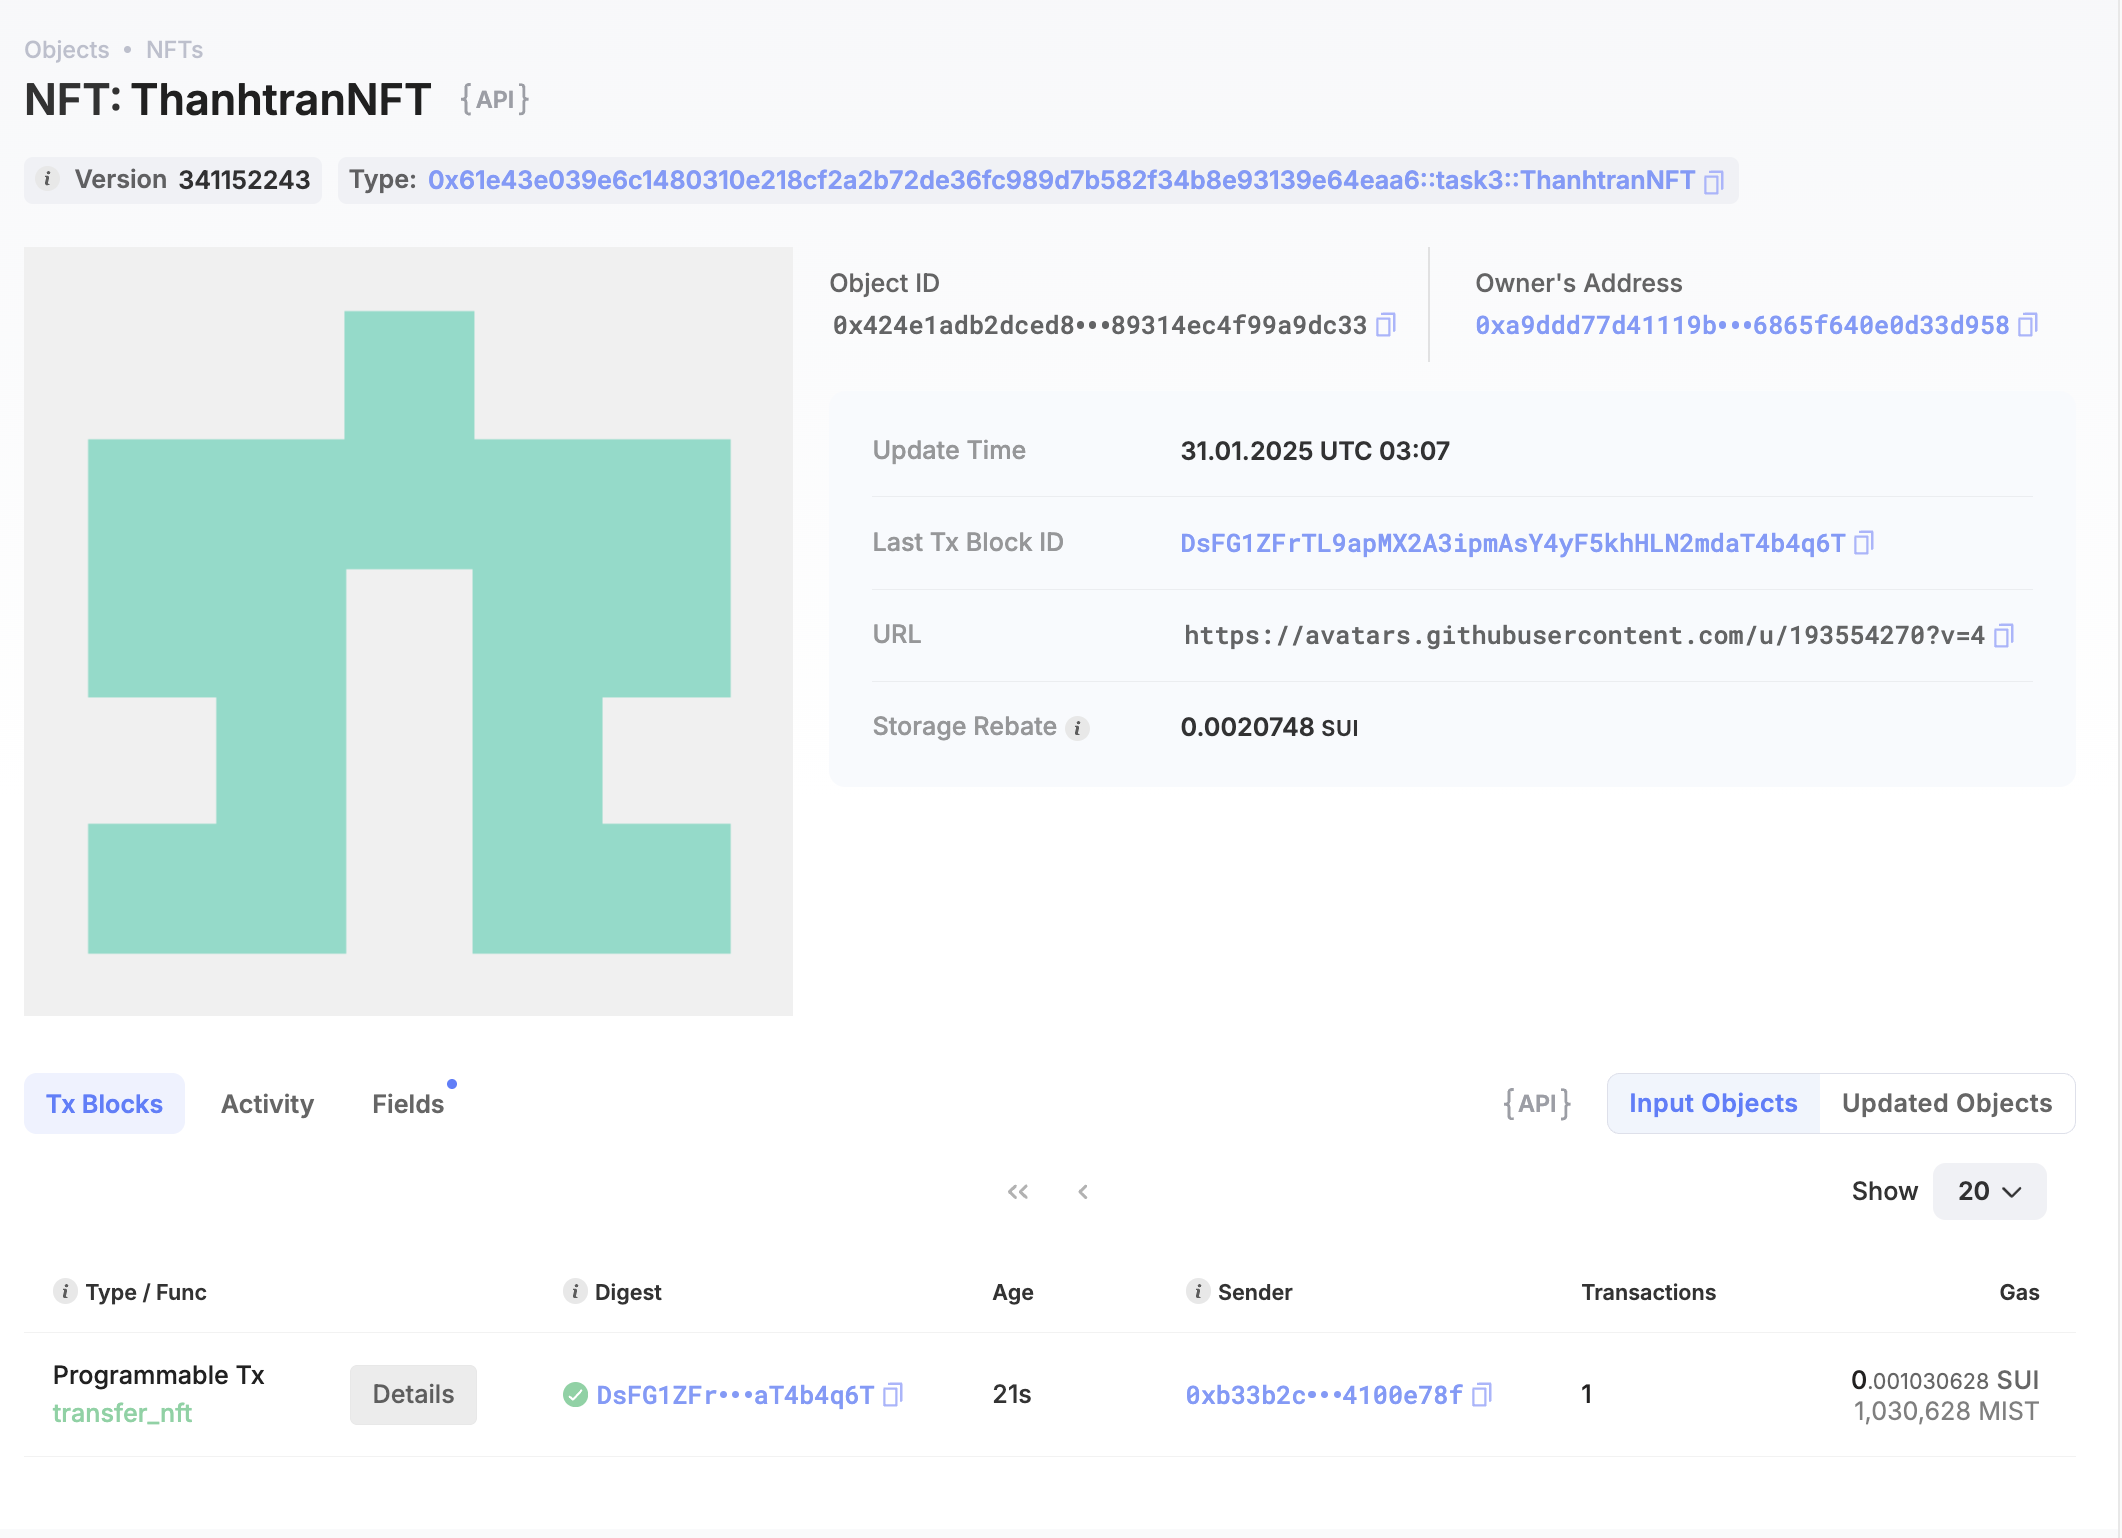 Objects • NFTs
NFT: ThanhtranNFT {API}
i Version 341152243 Type: 0x61e43e039e6c1480310e218cf2a2b72de36fc989d7b582f34b8e93139e64eaa6::task3::ThanhtranNFT
Object ID
0x424e1adb2dced8•••89314ec4f99a9dc33
Owner's Address
0xa9ddd77d41119b•••6865f640e0d33d958
Update Time 31.01.2025 UTC 03:07
Last Tx Block ID DsFG1ZFrTL9apMX2A3ipmAsY4yF5khHLN2mdaT4b4q6T
URL https://avatars.githubusercontent.com/u/193554270?v=4
Storage Rebate i 0.0020748 SUI
Tx Blocks Activity Fields {API} Input Objects Updated Objects
Show 20
i Type / Func i Digest Age i Sender Transactions Gas
Programmable Tx Details DsFG1ZFr•••aT4b4q6T 21s 0xb33b2c•••4100e78f 1 0.001030628 SUI
transfer_nft 1,030,628 MIST